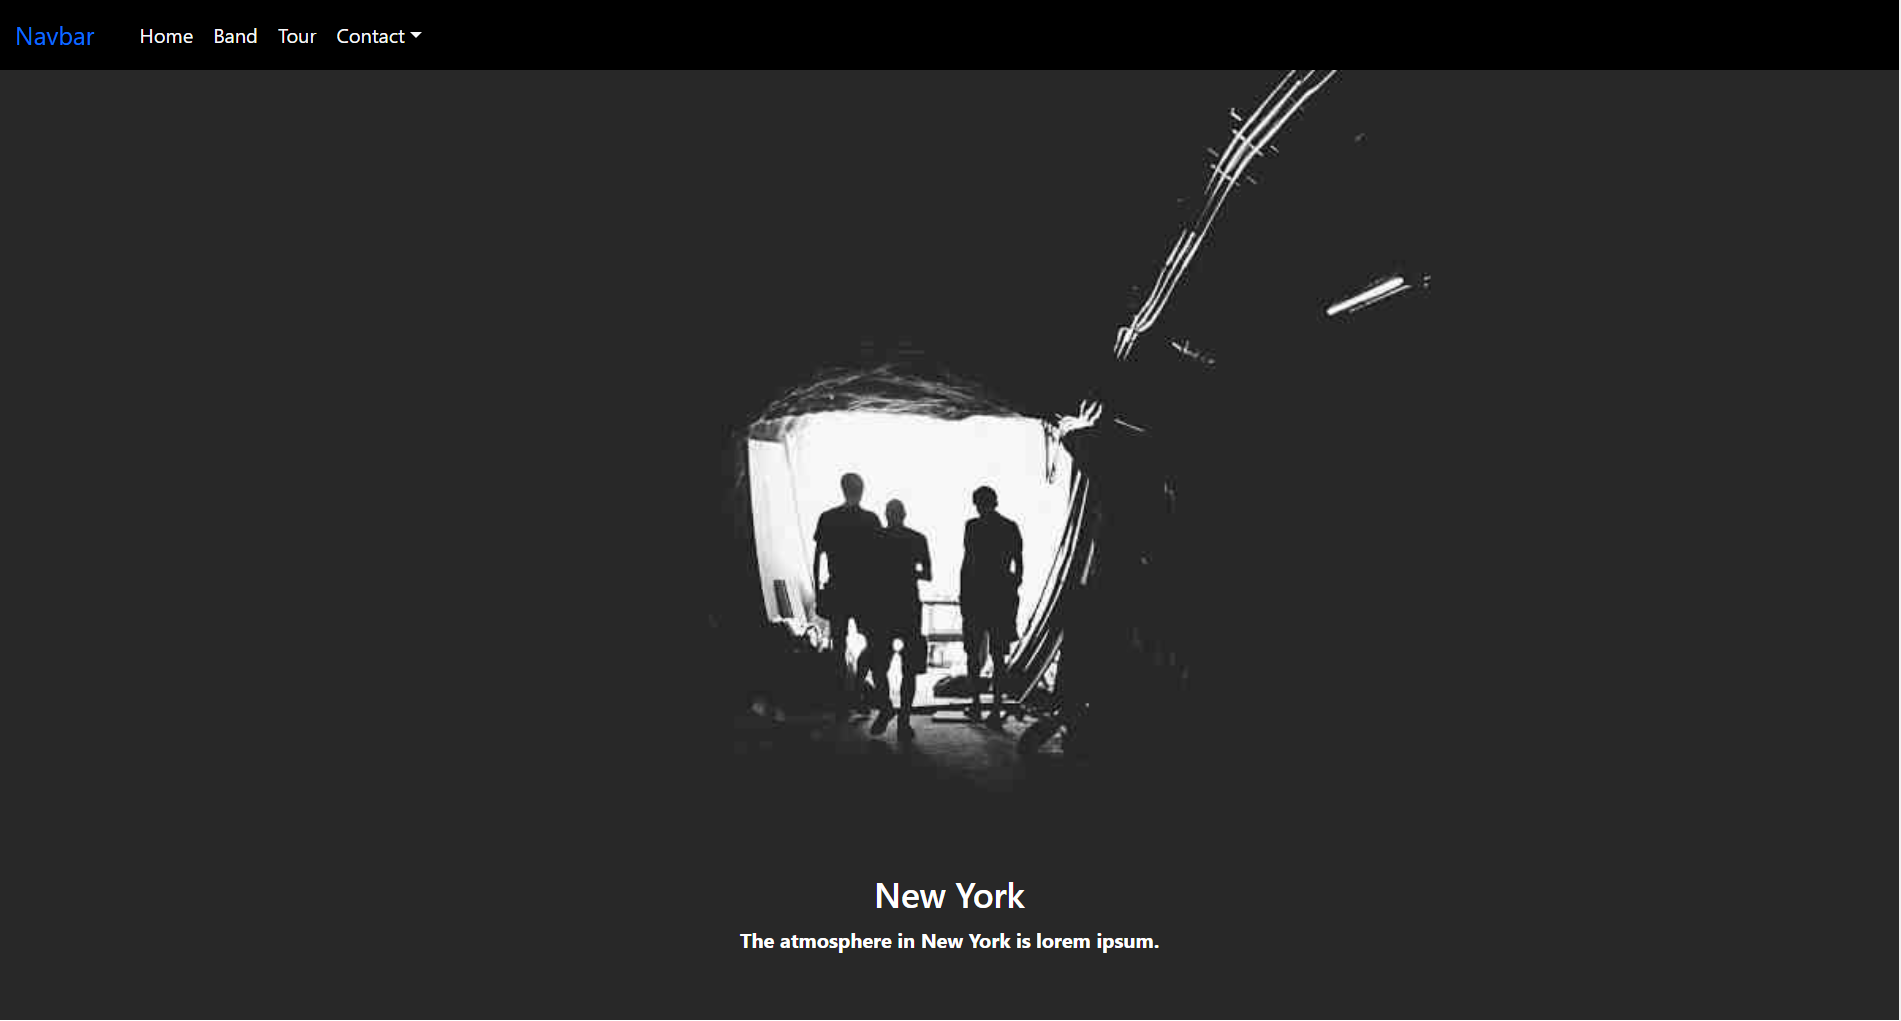 Navbar Home Band Tour Contact
New York
The atmosphere in New York is lorem ipsum.